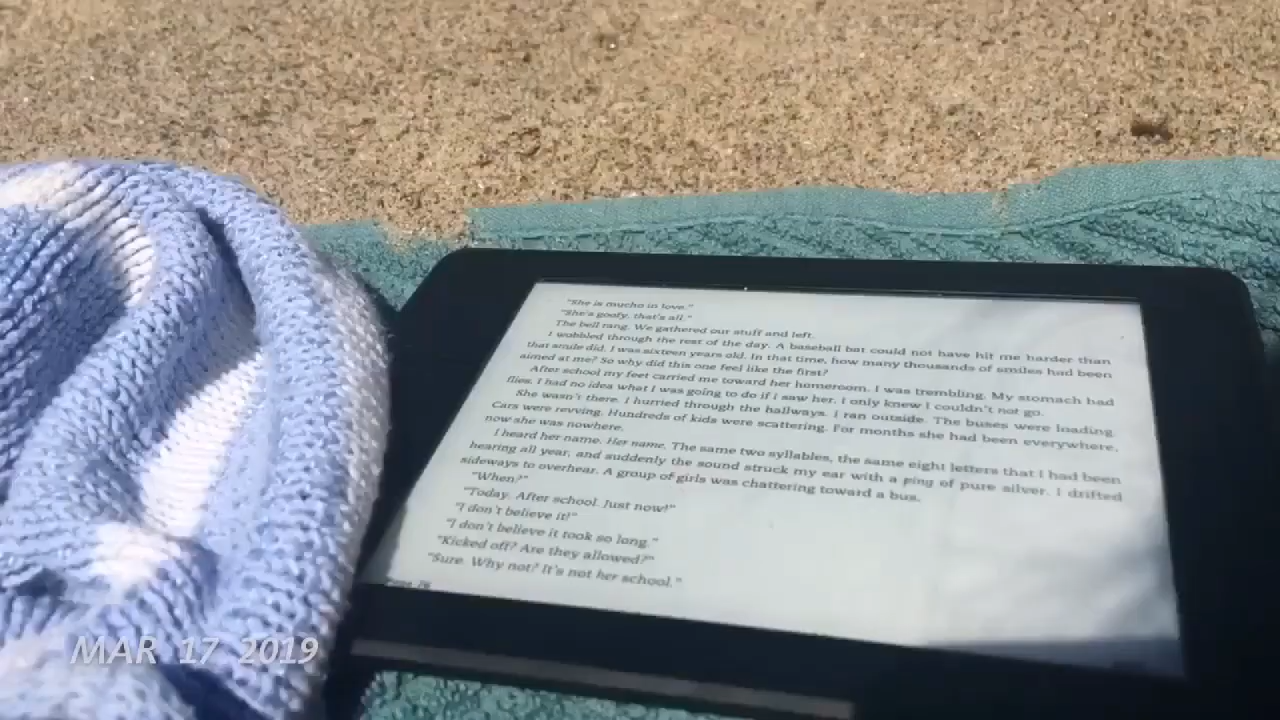 "She is mucho in love."
"She's goofy, that's all."
The bell rang. We gathered our stuff and left.
I wobbled through the rest of the day. A baseball bat could not have hit me harder than
that smile did. I was sixteen years old. In that time, how many thousands of smiles had been
aimed at me? So why did this one feel like the first?
After school my feet carried me toward her homeroom. I was trembling. My stomach had
flies. I had no idea what I was going to do if I saw her. I only knew I couldn't not go.
She wasn't there. I hurried through the hallways. I ran outside. The buses were loading.
Cars were revving. Hundreds of kids were scattering. For months she had been everywhere,
now she was nowhere.
I heard her name. Her name. The same two syllables, the same eight letters that I had been
hearing all year, and suddenly the sound struck my ear with a ping of pure silver. I drifted
sideways to overhear. A group of girls was chattering toward a bus.
"When?"
"Today. After school. Just now!"
"I don't believe it!"
"I don't believe it took so long."
"Kicked off? Are they allowed?"
"Sure. Why not? It's not her school."
Page 76
MAR 17 2019